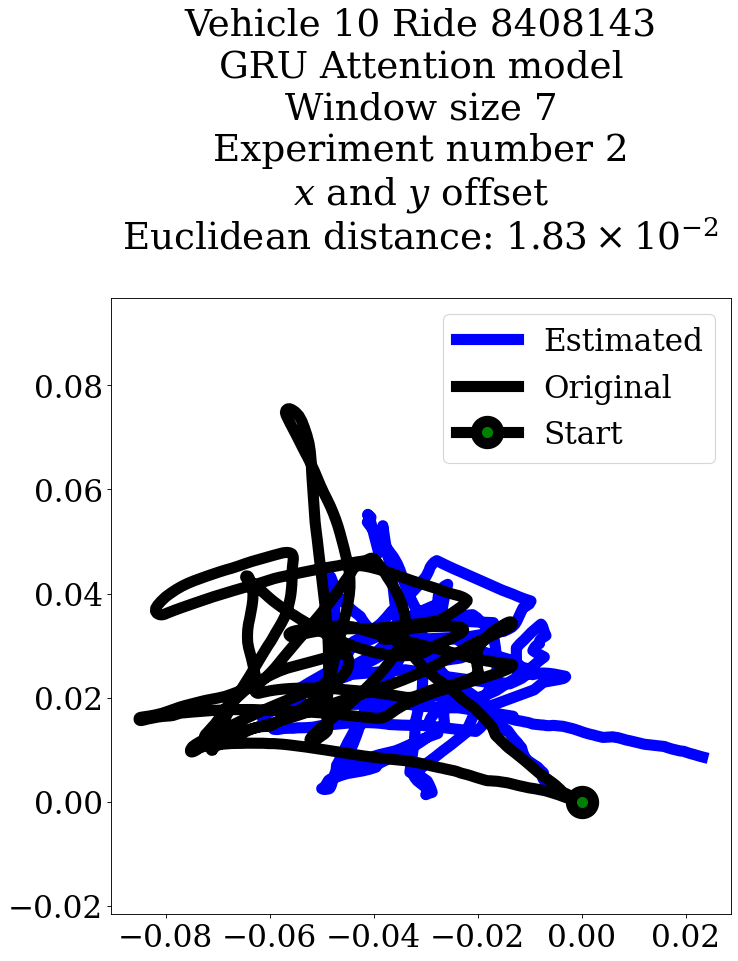 Vehicle 10 Ride 8408143
GRU Attention model
Window size 7
Experiment number 2
x and y offset
Euclidean distance: 1.83 × 10⁻²
Estimated
Original
Start
0.08
0.06
0.04
0.02
0.00
−0.02
−0.08 −0.06 −0.04 −0.02 0.00 0.02